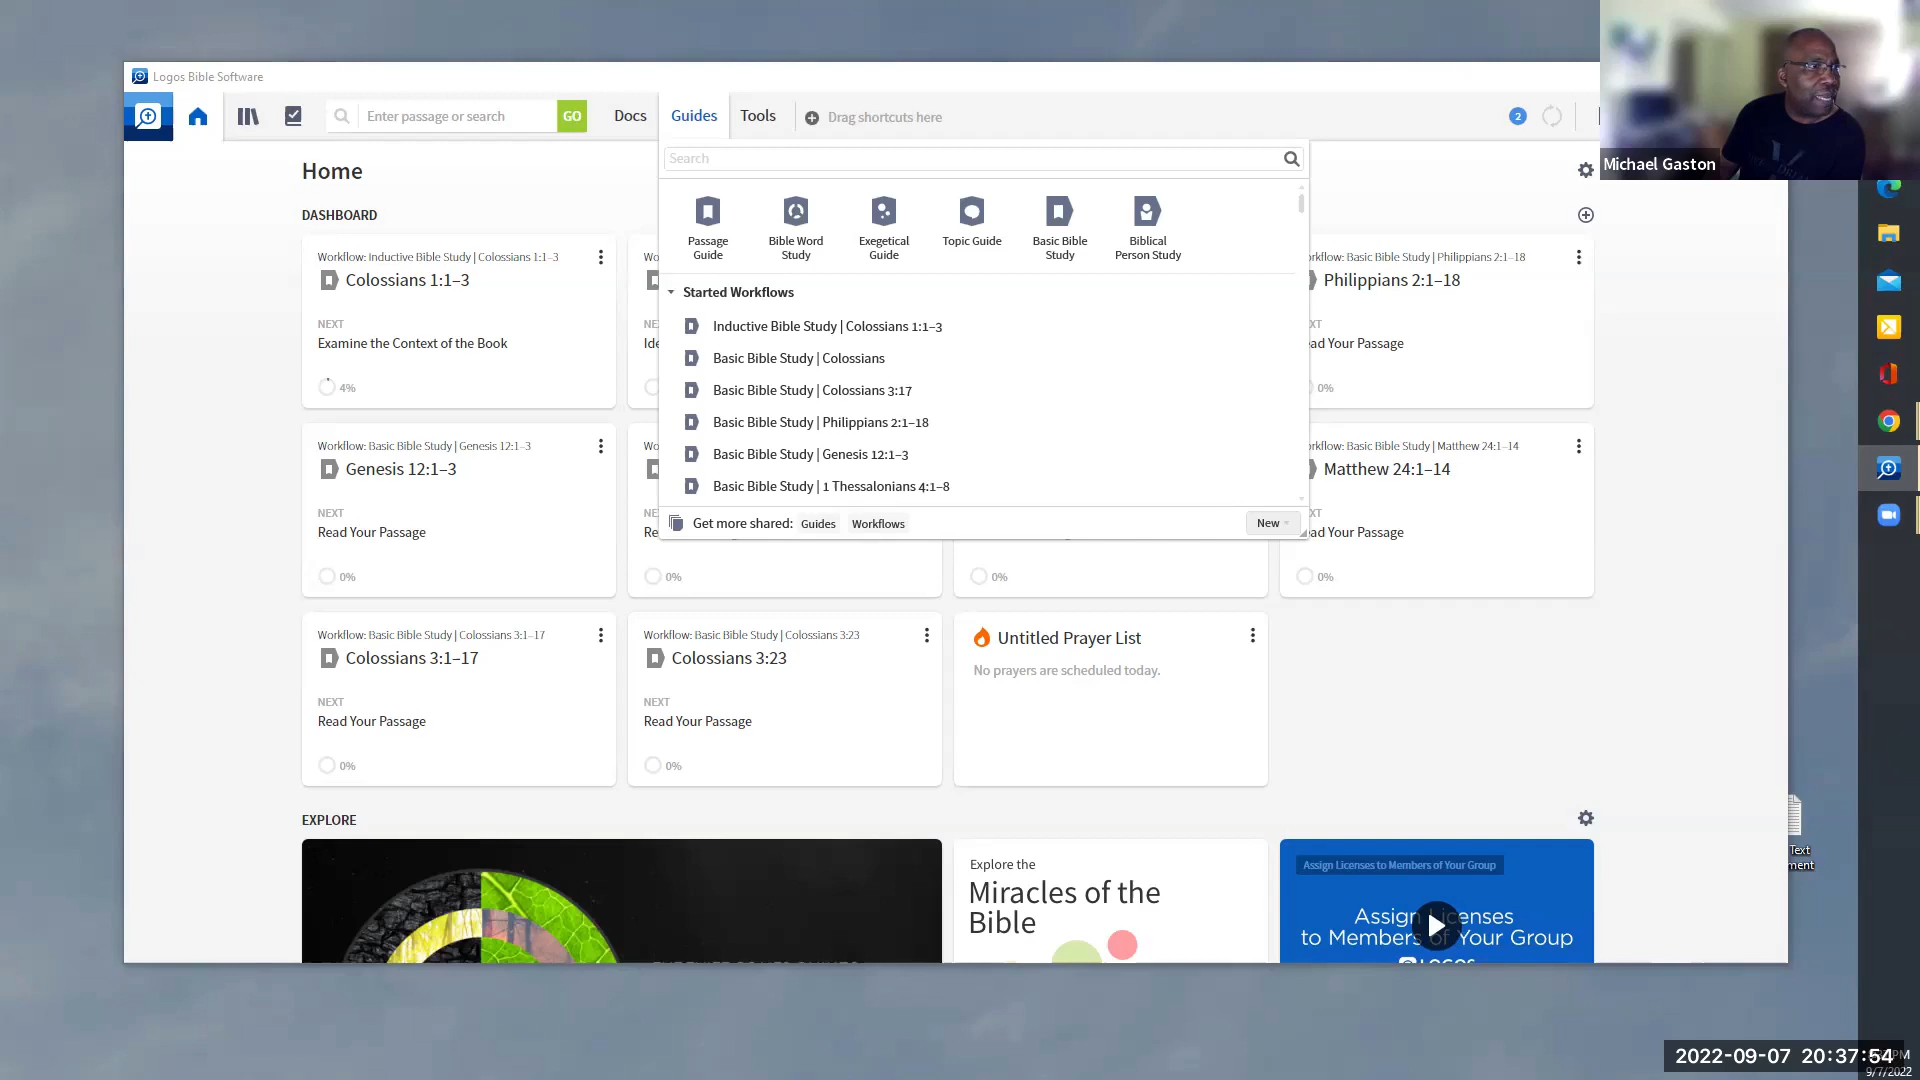 Logos Bible Software
Enter passage or search
GO
Docs
Guides
Tools
Drag shortcuts here
2
Michael Gaston
Home
DASHBOARD
Search
Passage Guide
Bible Word Study
Exegetical Guide
Topic Guide
Basic Bible Study
Biblical Person Study
Started Workflows
Inductive Bible Study | Colossians 1:1–3
Basic Bible Study | Colossians
Basic Bible Study | Colossians 3:17
Basic Bible Study | Philippians 2:1–18
Basic Bible Study | Genesis 12:1–3
Basic Bible Study | 1 Thessalonians 4:1–8
Get more shared: Guides Workflows
New
Workflow: Inductive Bible Study | Colossians 1:1–3
Colossians 1:1–3
NEXT
Examine the Context of the Book
4%
Basic Bible Study | Philippians 2:1–18
Philippians 2:1–18
Your Passage
0%
Workflow: Basic Bible Study | Genesis 12:1–3
Genesis 12:1–3
NEXT
Read Your Passage
0%
0%
0%
Basic Bible Study | Matthew 24:1–14
Matthew 24:1–14
Your Passage
0%
Workflow: Basic Bible Study | Colossians 3:1–17
Colossians 3:1–17
NEXT
Read Your Passage
0%
Workflow: Basic Bible Study | Colossians 3:23
Colossians 3:23
NEXT
Read Your Passage
0%
Untitled Prayer List
No prayers are scheduled today.
EXPLORE
Explore the
Miracles of the
Bible
Assign Licenses to Members of Your Group
Assign Licenses
to Members of Your Group
Text
2022-09-07 20:37:54
9/7/2022